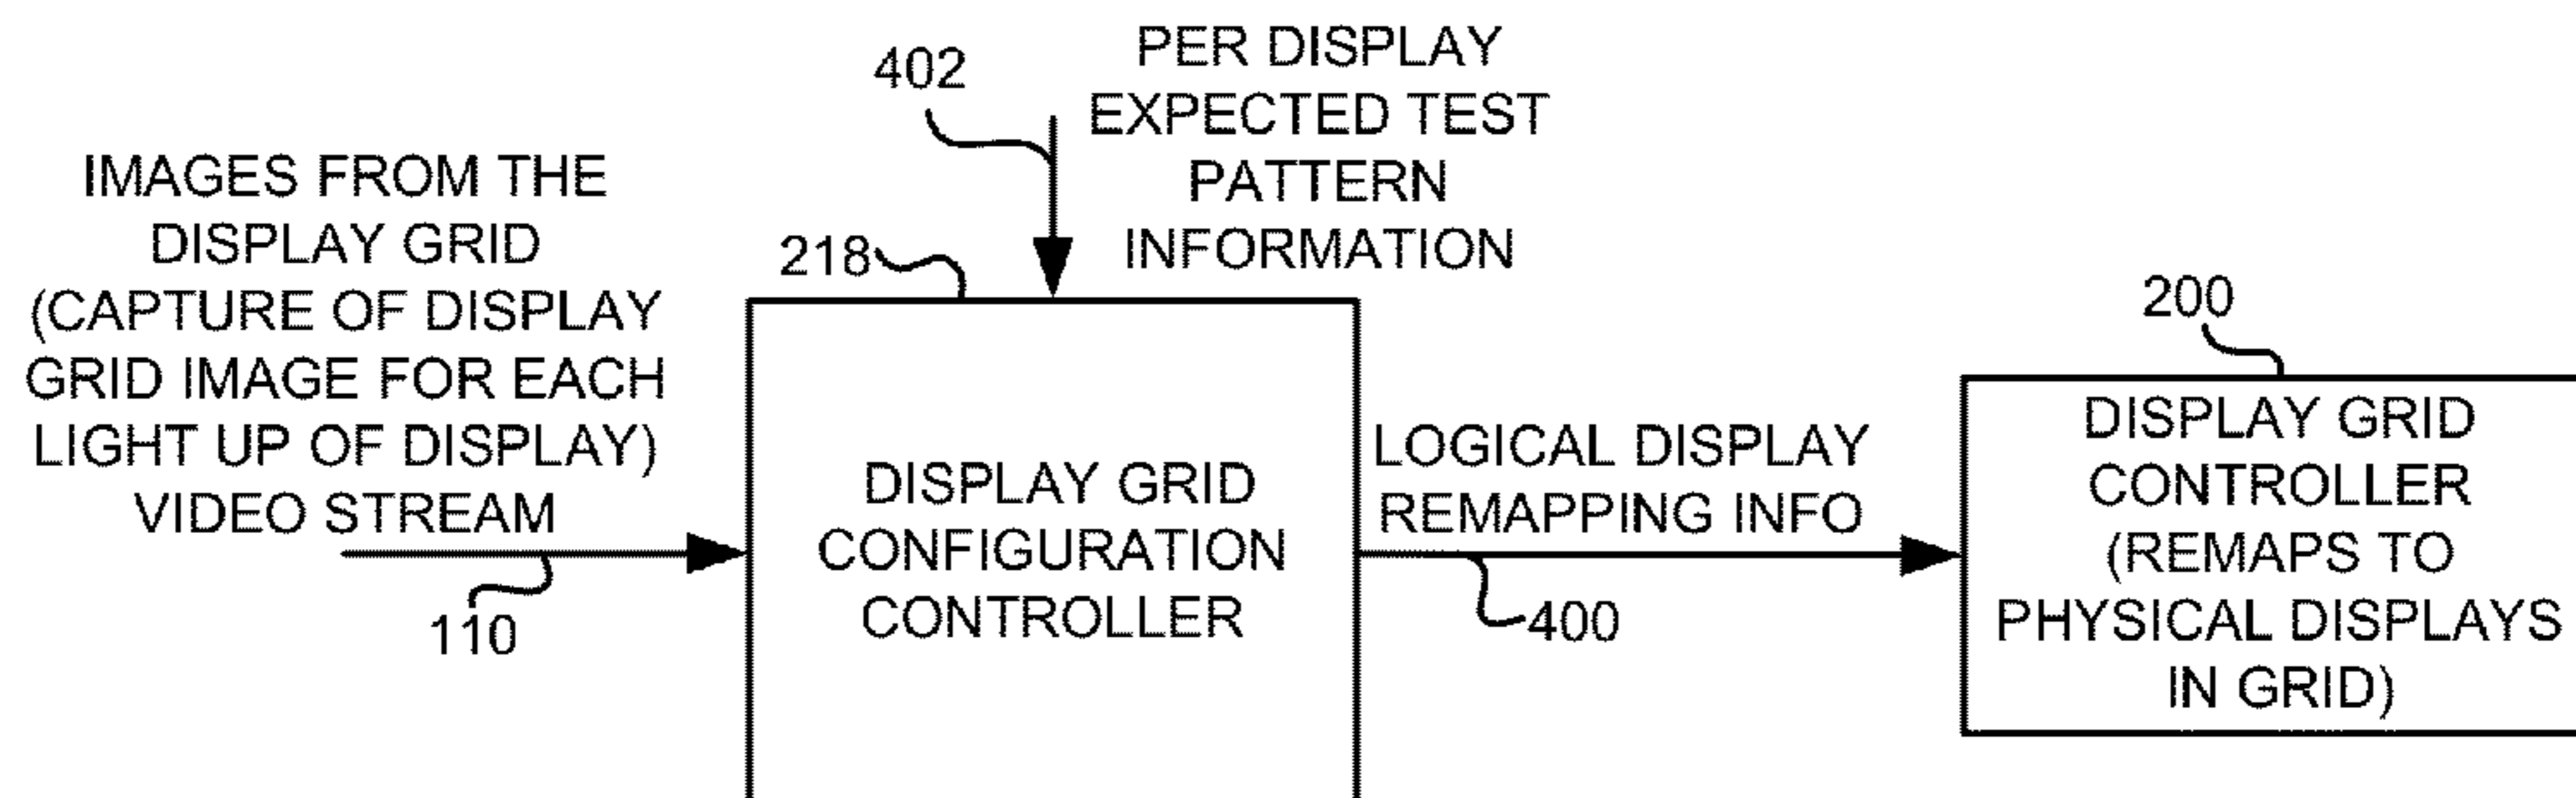 402
PER DISPLAY
EXPECTED TEST
PATTERN
INFORMATION
IMAGES FROM THE
DISPLAY GRID
(CAPTURE OF DISPLAY
GRID IMAGE FOR EACH
LIGHT UP OF DISPLAY)
VIDEO STREAM
110
218
DISPLAY GRID
CONFIGURATION
CONTROLLER
LOGICAL DISPLAY
REMAPPING INFO
400
200
DISPLAY GRID
CONTROLLER
(REMAPS TO
PHYSICAL DISPLAYS
IN GRID)